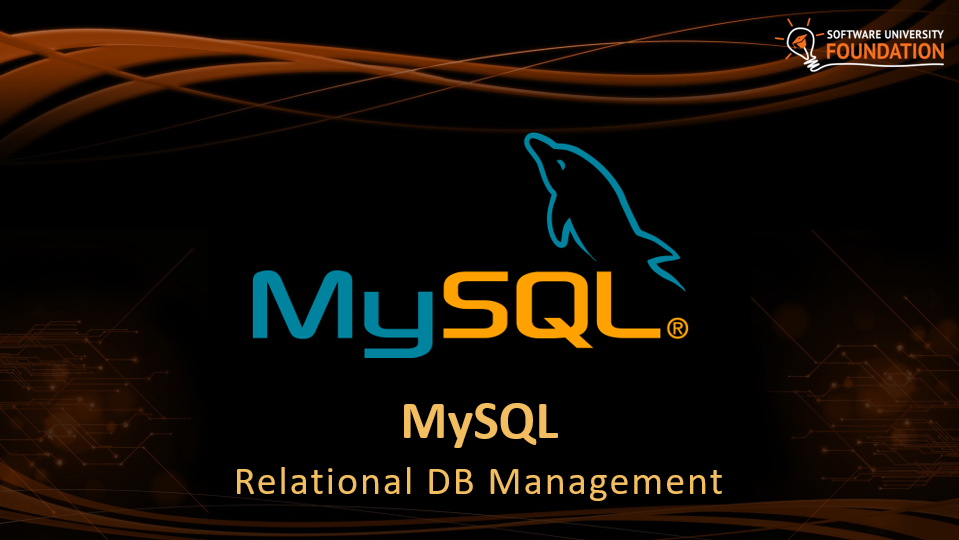 SOFTWARE UNIVERSITY
FOUNDATION
MySQL®
MySQL
Relational DB Management